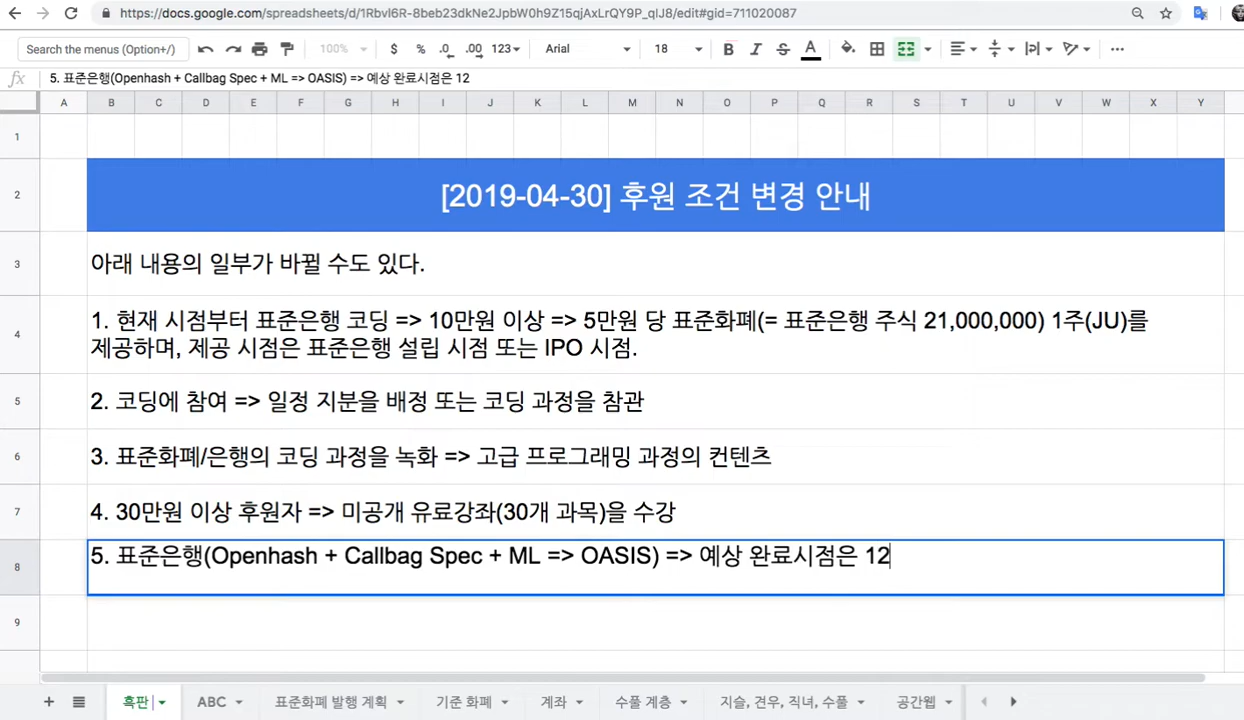 https://docs.google.com/spreadsheets/d/1Rbvl6R-8beb23dkNe2JpbW0h9Z15qjAxLrQY9P_qIJ8/edit#gid=711020087
Search the menus (Option+/) 100% $ % .0 .00 123 Arial 18 B I S A
fx 5. 표준은행(Openhash + Callbag Spec + ML => OASIS) => 예상 완료시점은 12
A B C D E F G H I J K L M N O P Q R S T U V W X Y
1
2 [2019-04-30] 후원 조건 변경 안내
3 아래 내용의 일부가 바뀔 수도 있다.
4 1. 현재 시점부터 표준은행 코딩 => 10만원 이상 => 5만원 당 표준화폐(= 표준은행 주식 21,000,000) 1주(JU)를
제공하며, 제공 시점은 표준은행 설립 시점 또는 IPO 시점.
5 2. 코딩에 참여 => 일정 지분을 배정 또는 코딩 과정을 참관
6 3. 표준화폐/은행의 코딩 과정을 녹화 => 고급 프로그래밍 과정의 컨텐츠
7 4. 30만원 이상 후원자 => 미공개 유료강좌(30개 과목)을 수강
8 5. 표준은행(Openhash + Callbag Spec + ML => OASIS) => 예상 완료시점은 12
9
흑판 ABC 표준화폐 발행 계획 기준 화폐 계좌 수풀 계층 지슬, 견우, 직녀, 수풀 공간웹